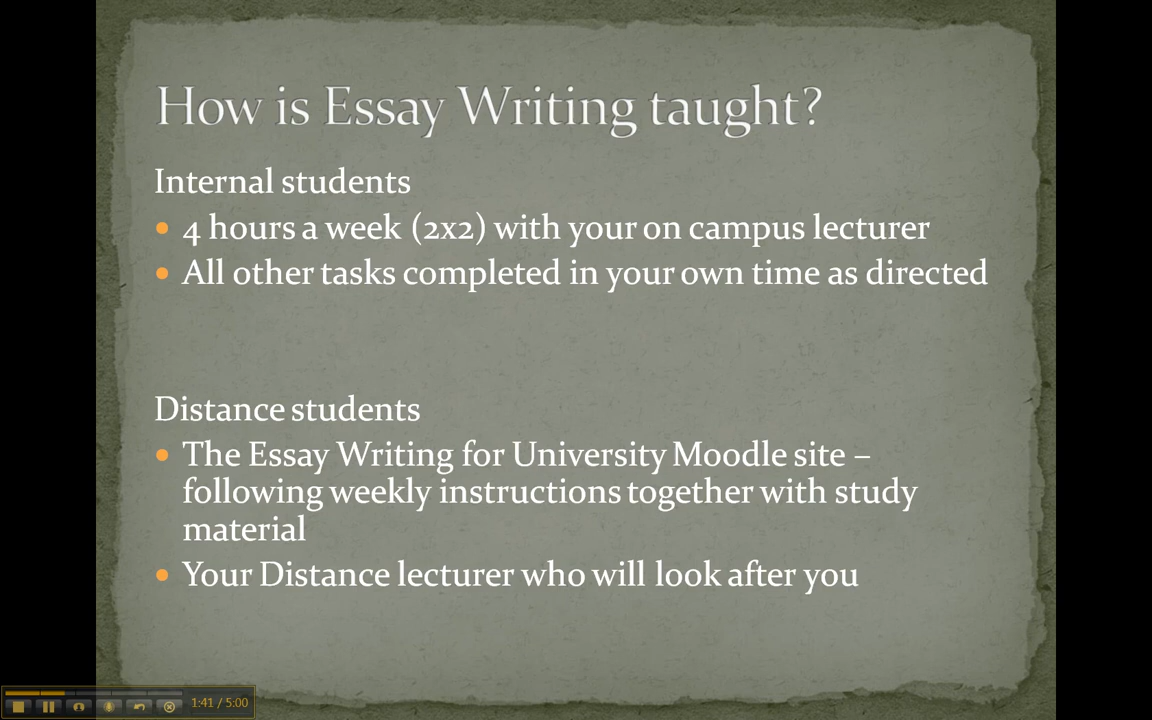 How is Essay Writing taught?
Internal students
• 4 hours a week (2x2) with your on campus lecturer
• All other tasks completed in your own time as directed
Distance students
• The Essay Writing for University Moodle site –
following weekly instructions together with study
material
• Your Distance lecturer who will look after you
1:41 / 5:00